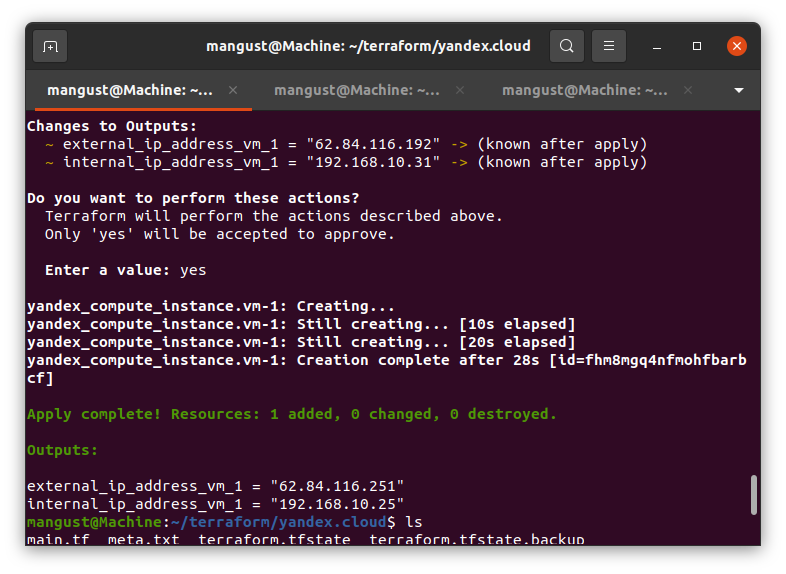 mangust@Machine: ~/terraform/yandex.cloud
mangust@Machine: ~... mangust@Machine: ~... mangust@Machine: ~...
Changes to Outputs:
  ~ external_ip_address_vm_1 = "62.84.116.192" -> (known after apply)
  ~ internal_ip_address_vm_1 = "192.168.10.31" -> (known after apply)
Do you want to perform these actions?
  Terraform will perform the actions described above.
  Only 'yes' will be accepted to approve.
  Enter a value: yes
yandex_compute_instance.vm-1: Creating...
yandex_compute_instance.vm-1: Still creating... [10s elapsed]
yandex_compute_instance.vm-1: Still creating... [20s elapsed]
yandex_compute_instance.vm-1: Creation complete after 28s [id=fhm8mgq4nfmohfbarb
cf]
Apply complete! Resources: 1 added, 0 changed, 0 destroyed.
Outputs:
external_ip_address_vm_1 = "62.84.116.251"
internal_ip_address_vm_1 = "192.168.10.25"
mangust@Machine:~/terraform/yandex.cloud$ ls
main.tf  meta.txt  terraform.tfstate  terraform.tfstate.backup